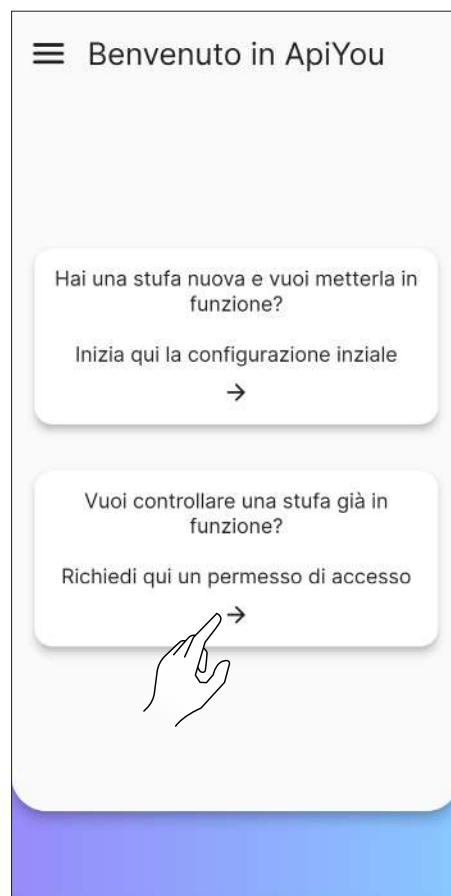 Benvenuto in ApiYou
Hai una stufa nuova e vuoi metterla in
funzione?
Inizia qui la configurazione inziale
Vuoi controllare una stufa già in
funzione?
Richiedi qui un permesso di accesso